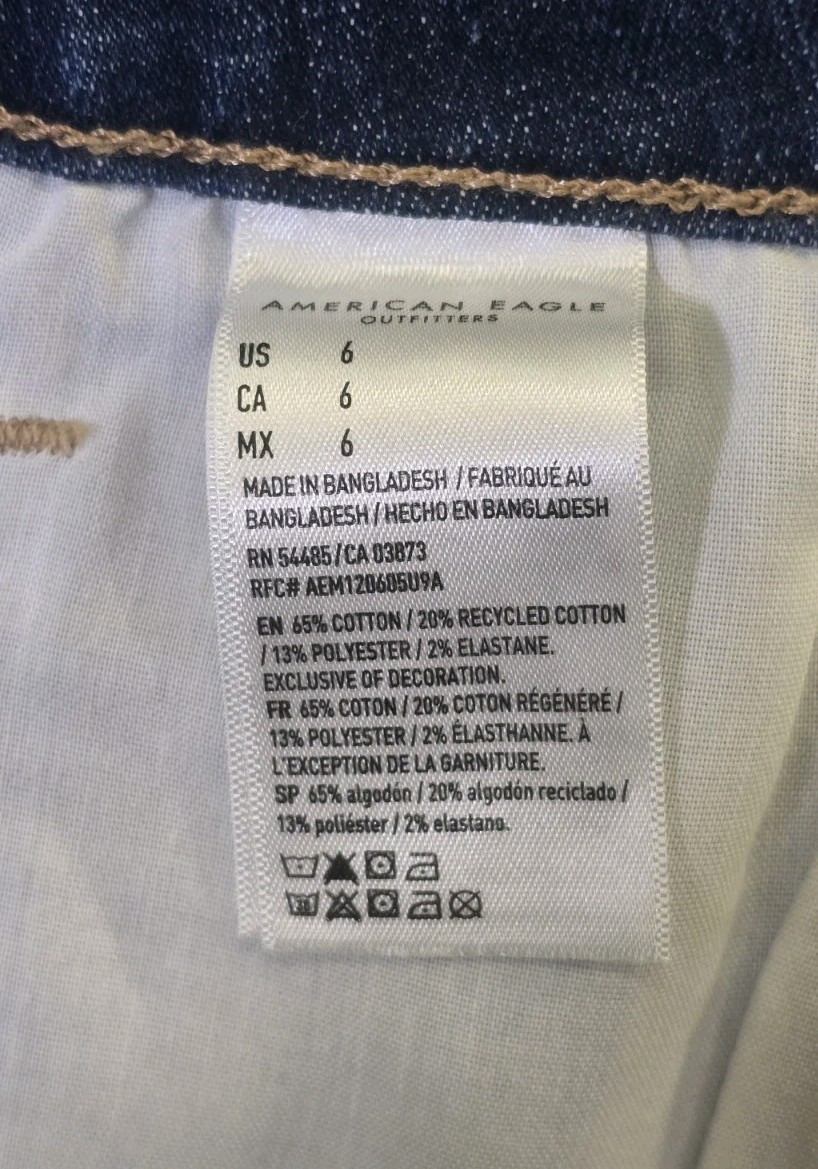 AMERICAN EAGLE
OUTFITTERS
US 6
CA 6
MX 6
MADE IN BANGLADESH / FABRIQUÉ AU
BANGLADESH / HECHO EN BANGLADESH
RN 54485 / CA 03873
RFC# AEM120605U9A
EN 65% COTTON / 20% RECYCLED COTTON
/ 13% POLYESTER / 2% ELASTANE.
EXCLUSIVE OF DECORATION.
FR 65% COTON / 20% COTON RÉGÉNÉRÉ /
13% POLYESTER / 2% ÉLASTHANNE. À
L'EXCEPTION DE LA GARNITURE.
SP 65% algodón / 20% algodón reciclado /
13% poliéster / 2% elastano.
30